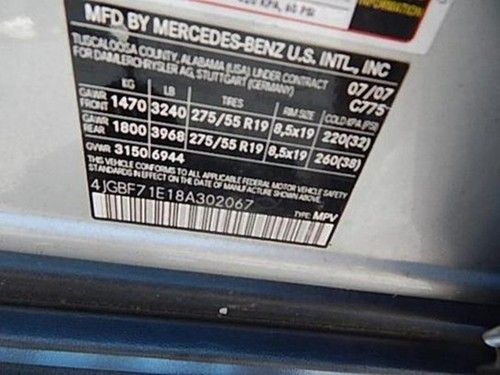 KPA, 60 PSI
INFORMATION
MFD BY MERCEDES-BENZ U.S. INTL, INC
TUSCALOOSA COUNTY, ALABAMA (USA) UNDER CONTRACT
FOR DAIMLERCHRYSLER AG, STUTTGART (GERMANY)
07/07
C775
KG LB TIRES RIM SIZE COLD KPA(PSI)
GAWR FRONT 1470 3240 275/55 R19 8,5x19 220(32)
GAWR REAR 1800 3968 275/55 R19 8,5x19 260(38)
GVWR 3150 6944
THIS VEHICLE CONFORMS TO ALL APPLICABLE FEDERAL MOTOR VEHICLE SAFETY
STANDARDS IN EFFECT ON THE DATE OF MANUFACTURE SHOWN ABOVE.
4JGBF71E18A302067
TYPE: MPV